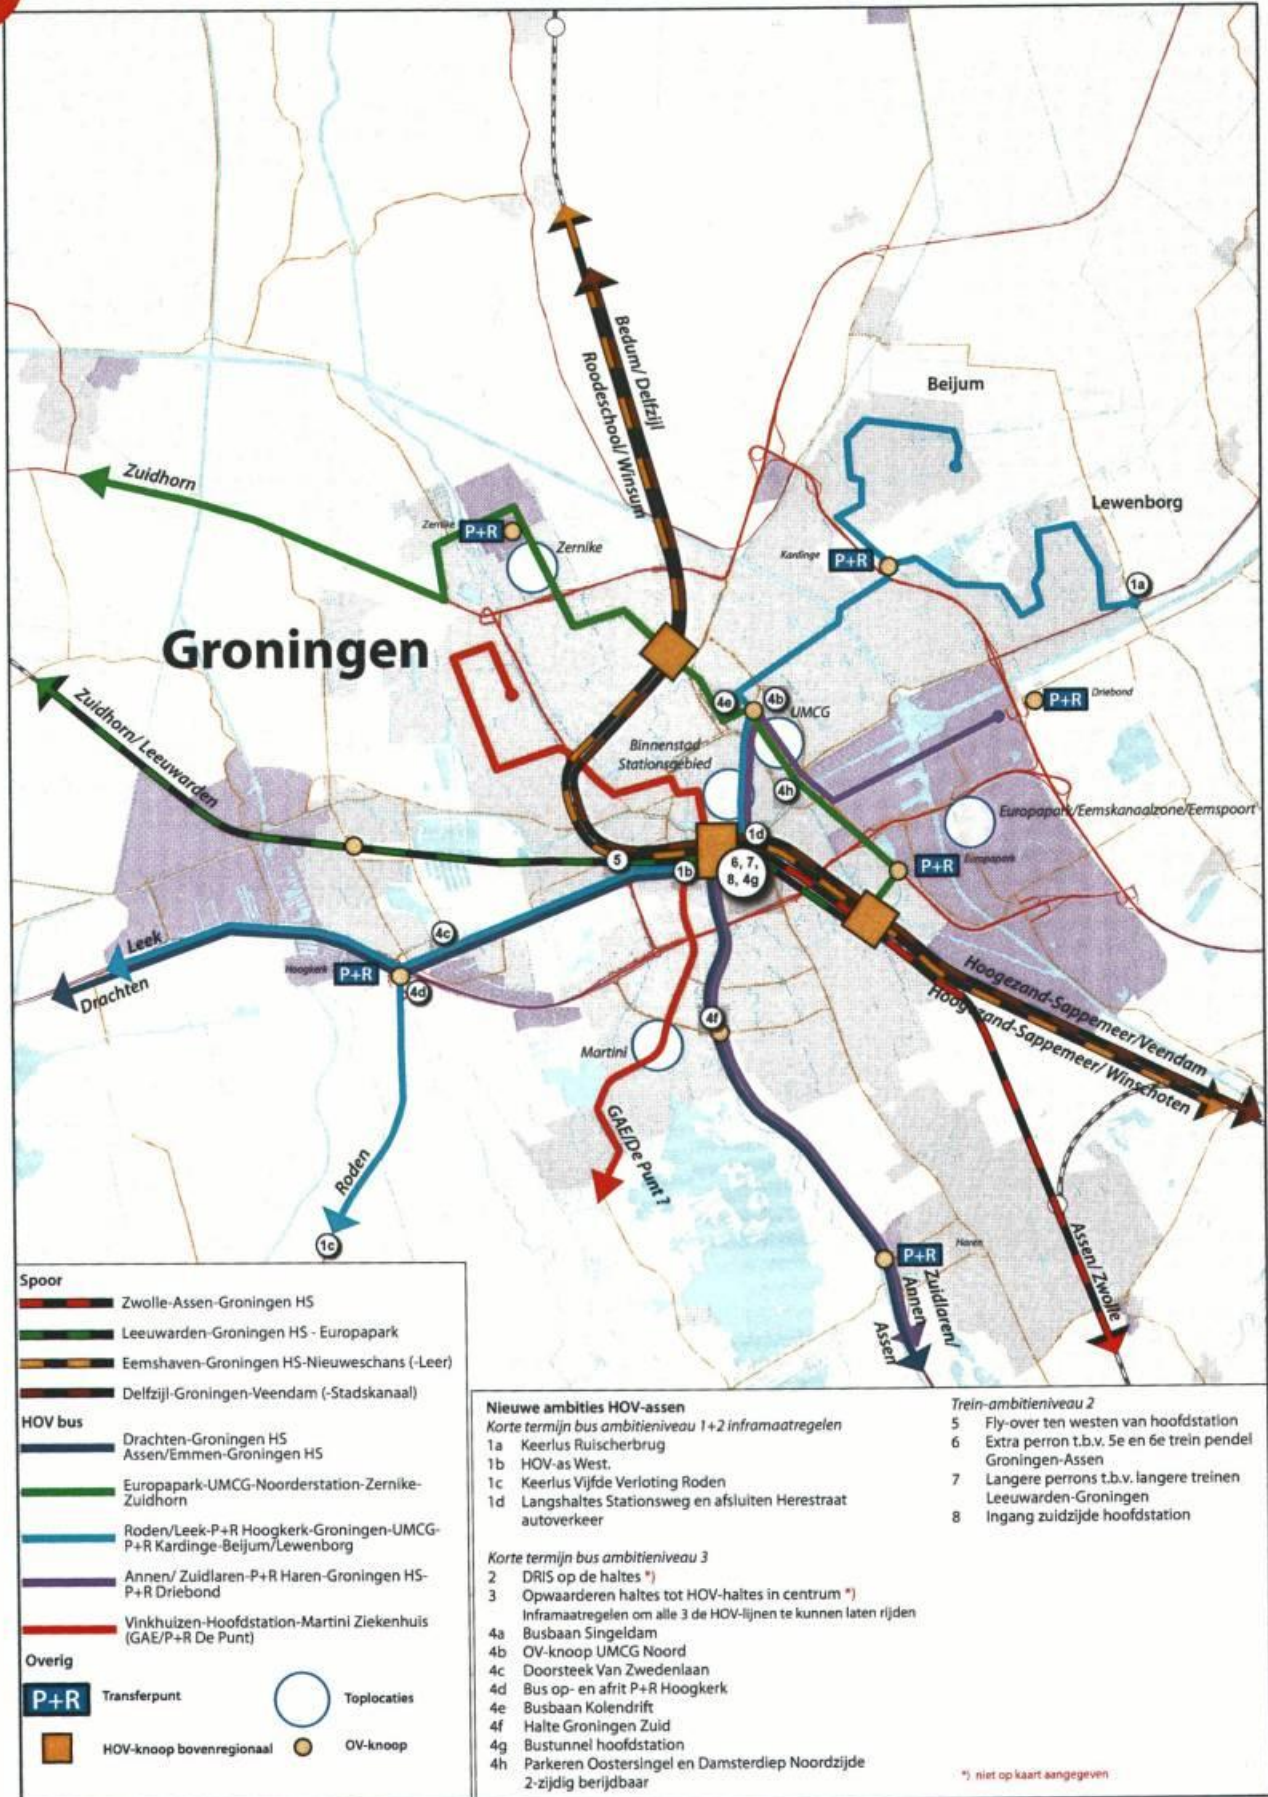 Bedum/ Delfzijl
Roodeschool/ Winsum
Beijum
Zuidhorn
Lewenborg
Zernike
P+R
Zernike
Kardinge
P+R
1a
Groningen
Zuidhorn/ Leeuwarden
4e
4b
UMCG
P+R
Driebond
Binnenstad
Stationsgebied
4h
Europapark/Eemskanaalzone/Eemspoort
1d
5
1b
6, 7,
8, 4g
P+R
Europapark
Leek
Drachten
4c
Hoogkerk
P+R
4d
Hoogezand-Sappemeer/Veendam
Hoogezand-Sappemeer/ Winschoten
4f
Martini
GAE/De Punt ?
Roden
1c
P+R
Haren
Zuidlaren/
Annen
Assen
Assen/ Zwolle
Spoor
Zwolle-Assen-Groningen HS
Leeuwarden-Groningen HS - Europapark
Eemshaven-Groningen HS-Nieuweschans (-Leer)
Delfzijl-Groningen-Veendam (-Stadskanaal)
HOV bus
Drachten-Groningen HS
Assen/Emmen-Groningen HS
Europapark-UMCG-Noorderstation-Zernike-
Zuidhorn
Roden/Leek-P+R Hoogkerk-Groningen-UMCG-
P+R Kardinge-Beijum/Lewenborg
Annen/ Zuidlaren-P+R Haren-Groningen HS-
P+R Driebond
Vinkhuizen-Hoofdstation-Martini Ziekenhuis
(GAE/P+R De Punt)
Overig
P+R Transferpunt
Toplocaties
HOV-knoop bovenregionaal
OV-knoop
Nieuwe ambities HOV-assen
Korte termijn bus ambitieniveau 1+2 inframaatregelen
1a Keerlus Ruischerbrug
1b HOV-as West.
1c Keerlus Vijfde Verloting Roden
1d Langshaltes Stationsweg en afsluiten Herestraat
autoverkeer
Korte termijn bus ambitieniveau 3
2 DRIS op de haltes *)
3 Opwaarderen haltes tot HOV-haltes in centrum *)
Inframaatregelen om alle 3 de HOV-lijnen te kunnen laten rijden
4a Busbaan Singeldam
4b OV-knoop UMCG Noord
4c Doorsteek Van Zwedenlaan
4d Bus op- en afrit P+R Hoogkerk
4e Busbaan Kolendrift
4f Halte Groningen Zuid
4g Bustunnel hoofdstation
4h Parkeren Oostersingel en Damsterdiep Noordzijde
2-zijdig berijdbaar
Trein-ambitieniveau 2
5 Fly-over ten westen van hoofdstation
6 Extra perron t.b.v. 5e en 6e trein pendel
Groningen-Assen
7 Langere perrons t.b.v. langere treinen
Leeuwarden-Groningen
8 Ingang zuidzijde hoofdstation
*) niet op kaart aangegeven